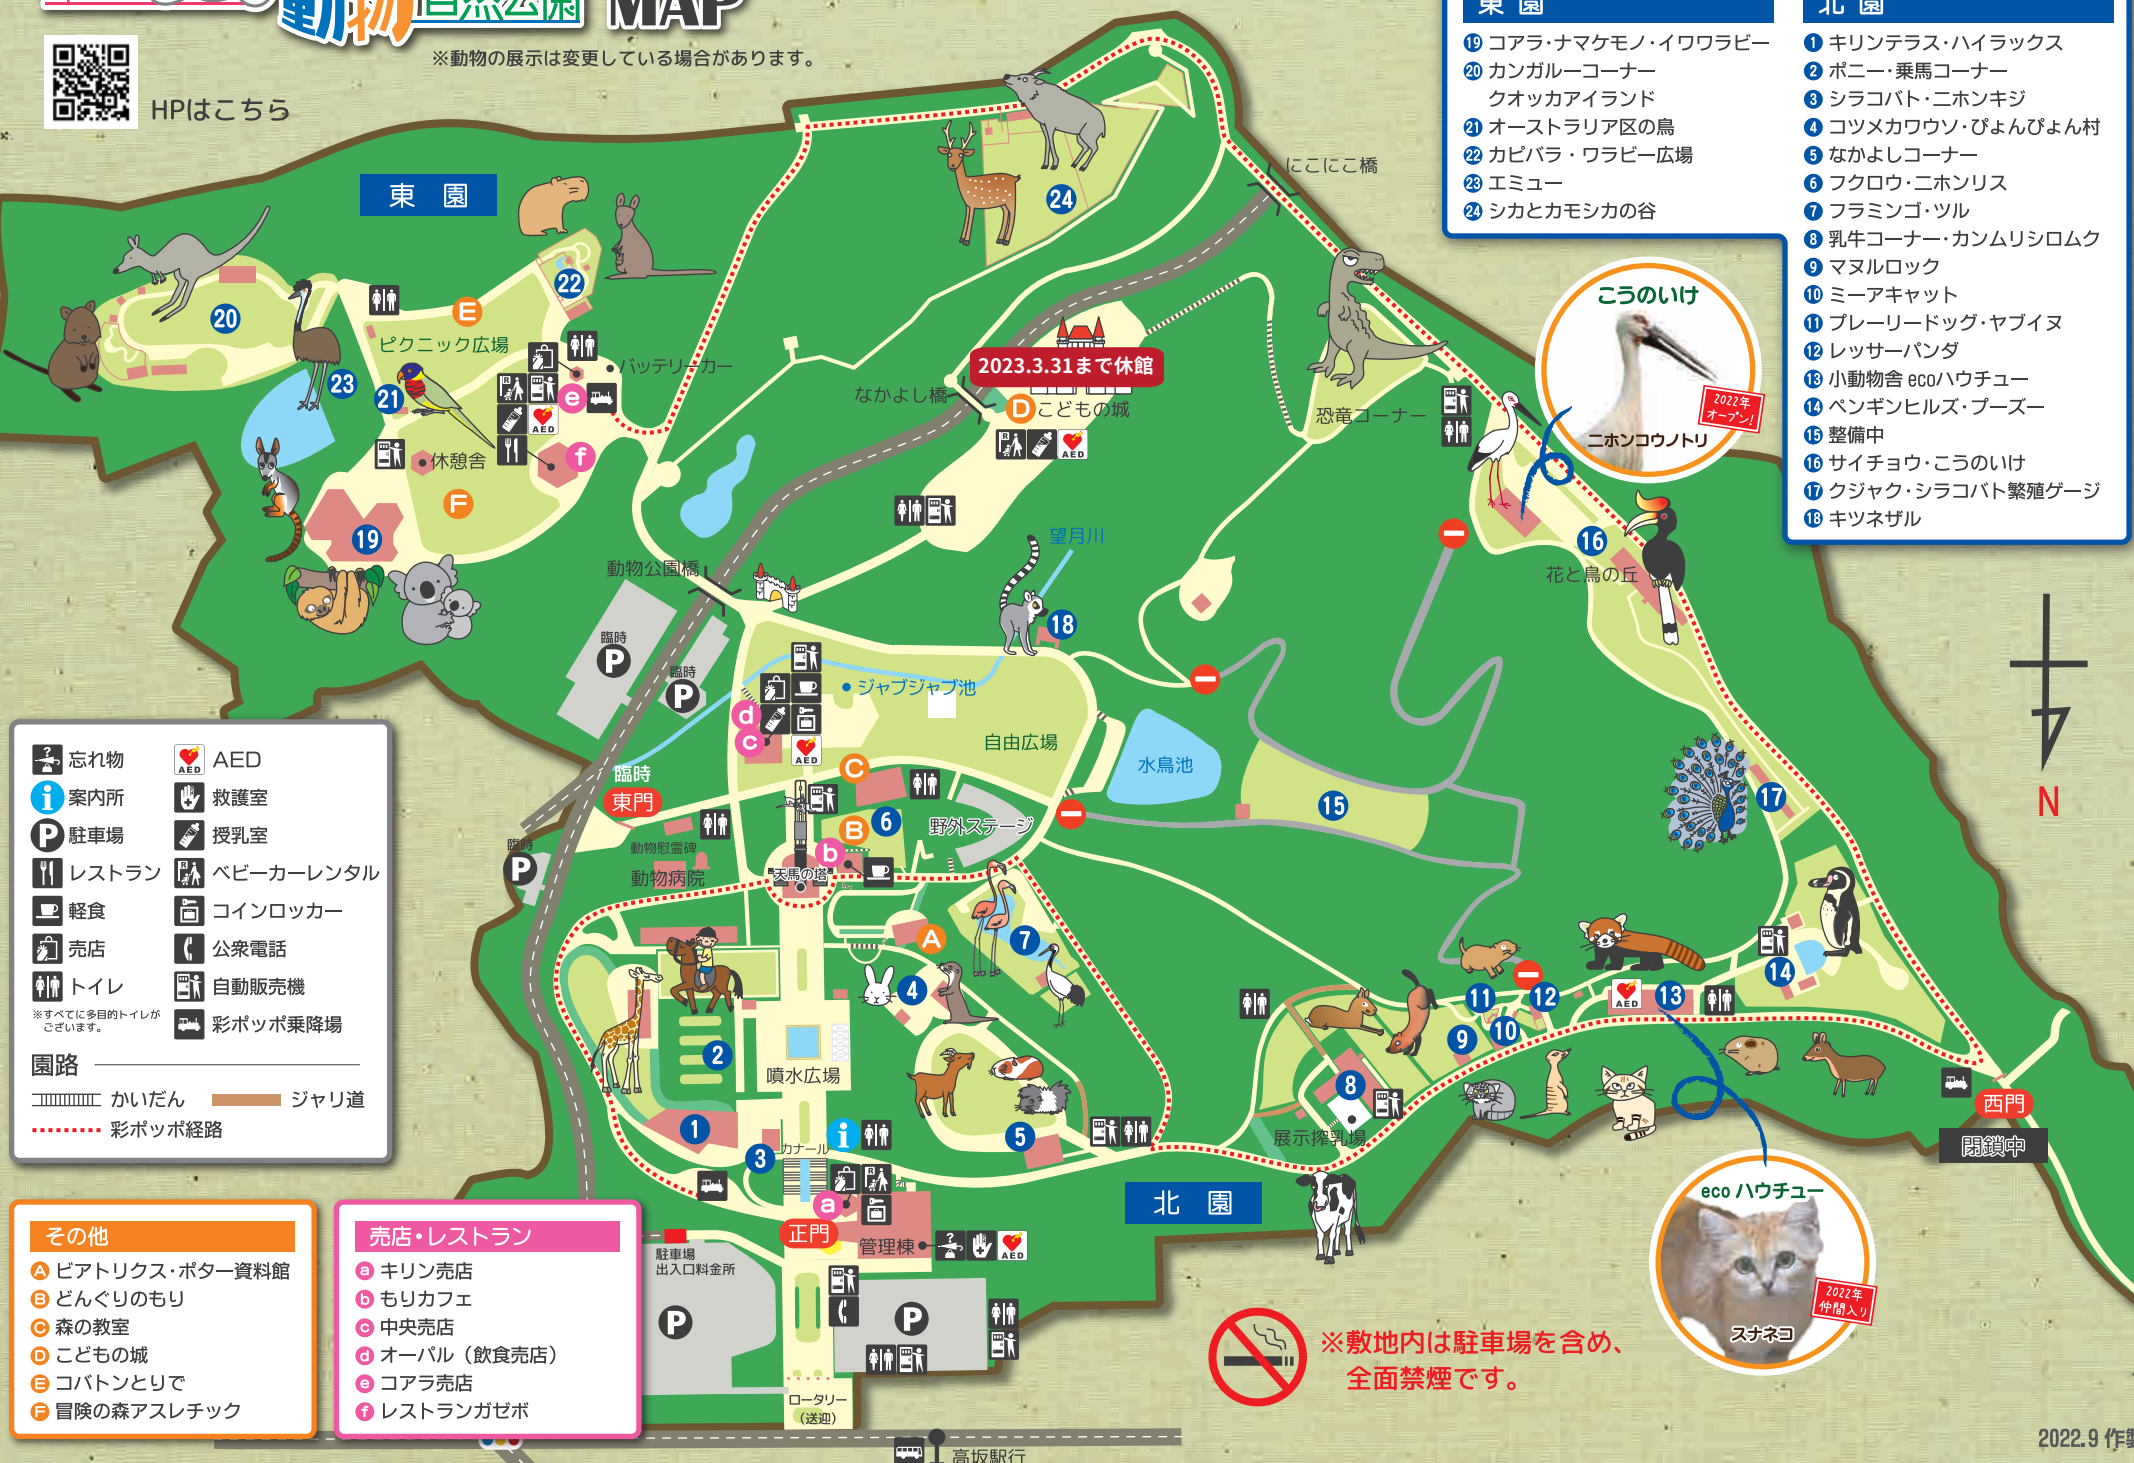 動物自然公園 MAP
※動物の展示は変更している場合があります。
HPはこちら
東園
19 コアラ・ナマケモノ・イワワラビー
20 カンガルーコーナー
クオッカアイランド
21 オーストラリア区の鳥
22 カピバラ・ワラビー広場
23 エミュー
24 シカとカモシカの谷
北園
1 キリンテラス・ハイラックス
2 ポニー・乗馬コーナー
3 シラコバト・ニホンキジ
4 コツメカワウソ・ぴょんぴょん村
5 なかよしコーナー
6 フクロウ・ニホンリス
7 フラミンゴ・ツル
8 乳牛コーナー・カンムリシロムク
9 マヌルロック
10 ミーアキャット
11 プレーリードッグ・ヤブイヌ
12 レッサーパンダ
13 小動物舎 ecoハウチュー
14 ペンギンヒルズ・プーズー
15 整備中
16 サイチョウ・こうのいけ
17 クジャク・シラコバト繁殖ゲージ
18 キツネザル
東園
24
にこにこ橋
20
22
E
ピクニック広場
23
21
バッテリーカー
e
AED
休憩舎
f
F
19
2023.3.31まで休館
なかよし橋
D こどもの城
AED
恐竜コーナー
こうのいけ
2022年
オープン!
ニホンコウノトリ
16
花と鳥の丘
望月川
18
動物公園橋
臨時
P
臨時
P
ジャブジャブ池
d
c
AED
自由広場
水鳥池
臨時
東門
C
B
6
野外ステージ
15
17
b
動物慰霊碑
動物病院
天馬の塔
臨時
P
A
7
4
2
噴水広場
1
3
カナール
i
5
a
正門
管理棟
AED
駐車場
出入口料金所
P
P
ロータリー
(送迎)
高坂駅行
北園
8
展示搾乳場
9
10
11
12
AED
13
14
西門
閉鎖中
N
eco ハウチュー
2022年
仲間入り
スナネコ
※敷地内は駐車場を含め、
全面禁煙です。
2022.9 作
忘れ物
AED AED
i 案内所
救護室
P 駐車場
授乳室
レストラン
R ベビーカーレンタル
軽食
コインロッカー
売店
公衆電話
トイレ
自動販売機
※すべてに多目的トイレが
ございます。
彩ポッポ乗降場
園路
かいだん
ジャリ道
彩ポッポ経路
その他
A ビアトリクス・ポター資料館
B どんぐりのもり
C 森の教室
D こどもの城
E コバトンとりで
F 冒険の森アスレチック
売店・レストラン
a キリン売店
b もりカフェ
c 中央売店
d オーパル（飲食売店）
e コアラ売店
f レストランガゼボ